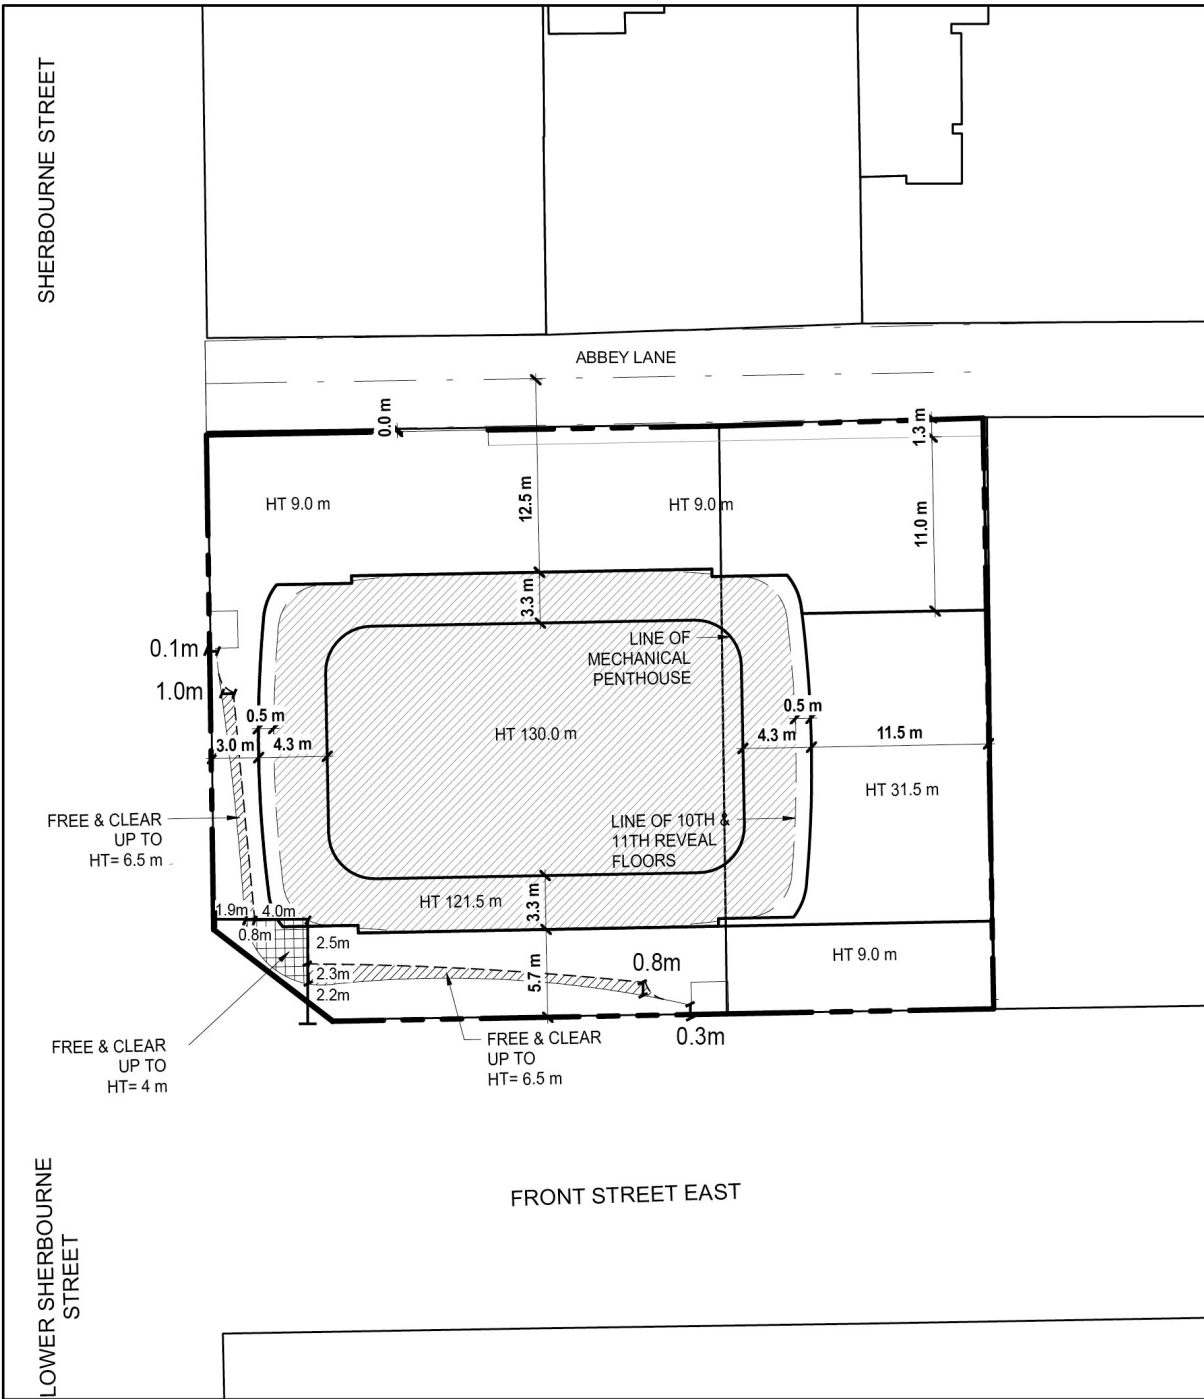 SHERBOURNE STREET
ABBEY LANE
0.0 m
1.3 m
HT 9.0 m
12.5 m
HT 9.0 m
11.0 m
3.3 m
LINE OF
MECHANICAL
PENTHOUSE
0.1m
1.0m
0.5 m
3.0 m
4.3 m
HT 130.0 m
0.5 m
4.3 m
11.5 m
HT 31.5 m
FREE & CLEAR
UP TO
HT= 6.5 m
LINE OF 10TH &
11TH REVEAL
FLOORS
HT 121.5 m
3.3 m
1.9m
4.0m
0.8m
2.5m
2.3m
2.2m
5.7 m
0.8m
HT 9.0 m
0.3m
FREE & CLEAR
UP TO
HT= 4 m
FREE & CLEAR
UP TO
HT= 6.5 m
LOWER SHERBOURNE
STREET
FRONT STREET EAST